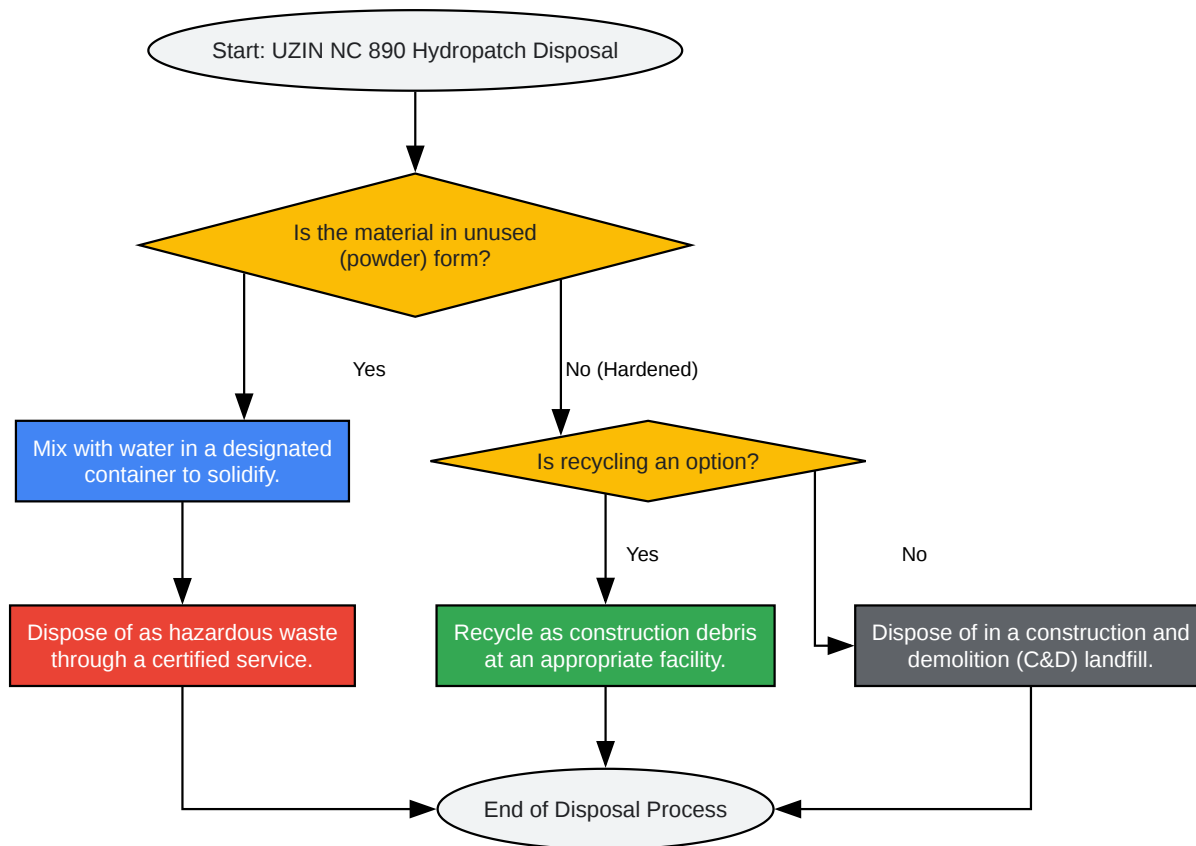 Start: UZIN NC 890 Hydropatch Disposal
Is the material in unused
(powder) form?
Yes
No (Hardened)
Mix with water in a designated
container to solidify.
Is recycling an option?
Yes
No
Dispose of as hazardous waste
through a certified service.
Recycle as construction debris
at an appropriate facility.
Dispose of in a construction and
demolition (C&D) landfill.
End of Disposal Process